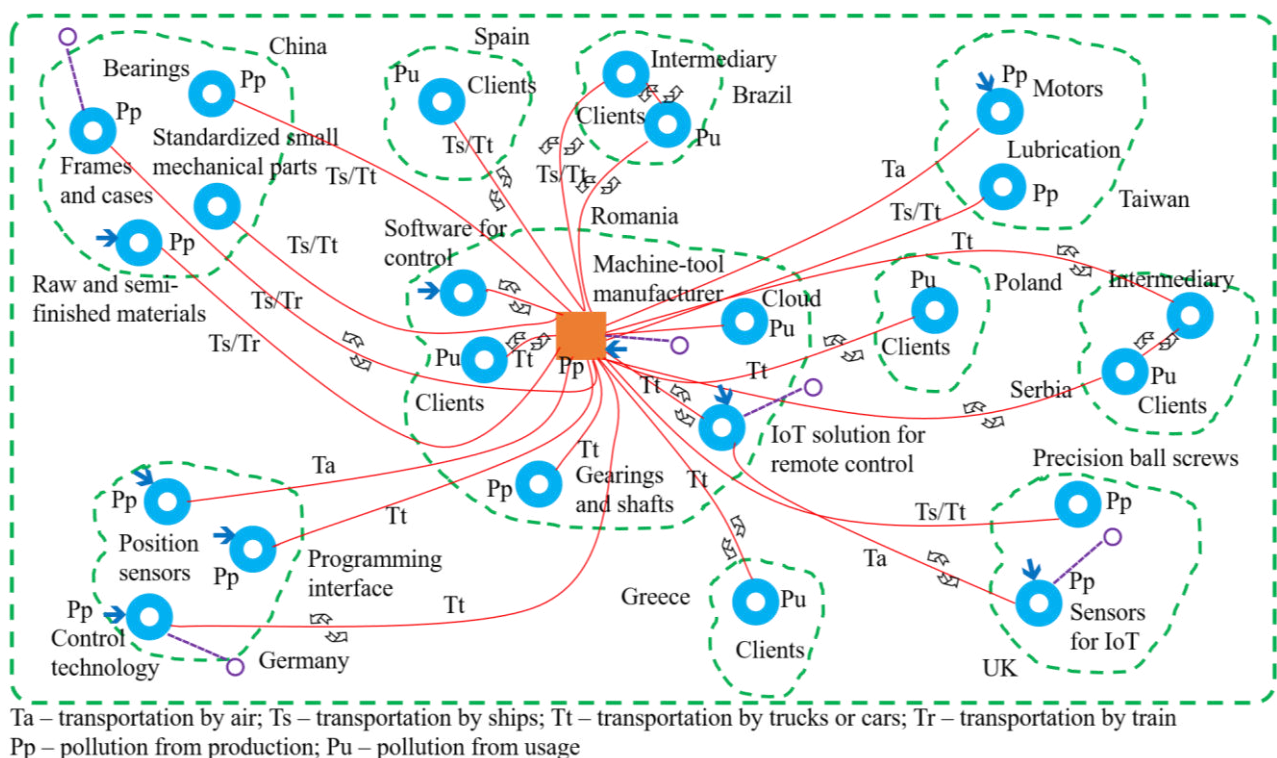 China
Bearings
Pp
Pp
Standardized small
mechanical parts
Frames
and cases
Pp
Raw and semi-
finished materials
Ts/Tt
Ts/Tt
Ts/Tr
Ts/Tr
Spain
Pu
Clients
Ts/Tt
Intermediary
Clients
Brazil
Pu
Ts/Tt
Pp
Motors
Lubrication
Pp
Taiwan
Ta
Ts/Tt
Romania
Software for
control
Machine-tool
manufacturer
Cloud
Pu
Pu
Tt
Pp
Clients
Tt
IoT solution for
remote control
Tt
Gearings
and shafts
Pp
Tt
Pu
Poland
Clients
Tt
Intermediary
Serbia
Pu
Clients
Ta
Pp
Position
sensors
Tt
Pp
Programming
interface
Pp
Control
technology
Tt
Germany
Tt
Greece
Pu
Clients
Precision ball screws
Pp
Ts/Tt
Ta
Pp
Sensors
for IoT
UK
Ta – transportation by air; Ts – transportation by ships; Tt – transportation by trucks or cars; Tr – transportation by train
Pp – pollution from production; Pu – pollution from usage